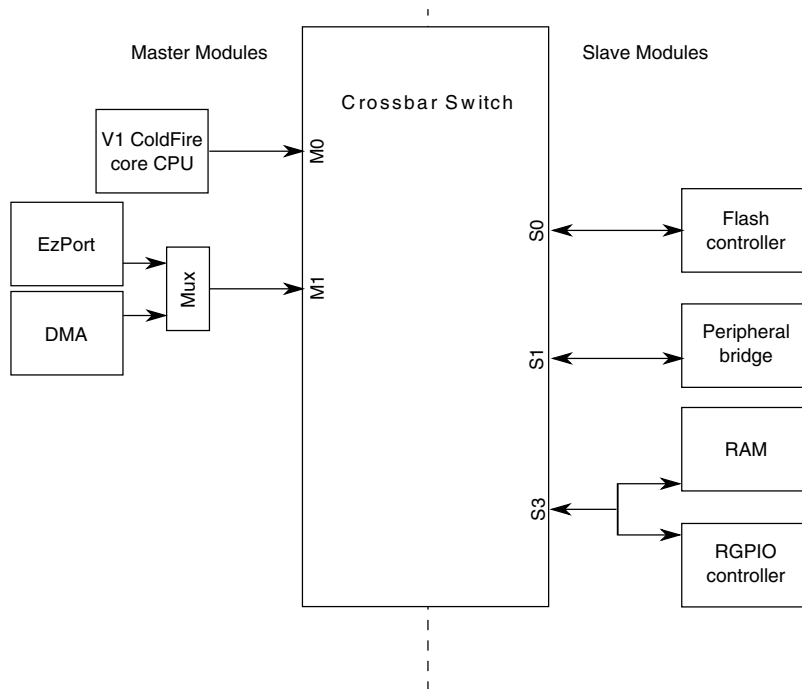 Master Modules
Slave Modules
Crossbar Switch
V1 ColdFire
core CPU
M0
EzPort
DMA
Mux
M1
S0
Flash
controller
S1
Peripheral
bridge
S3
RAM
RGPIO
controller